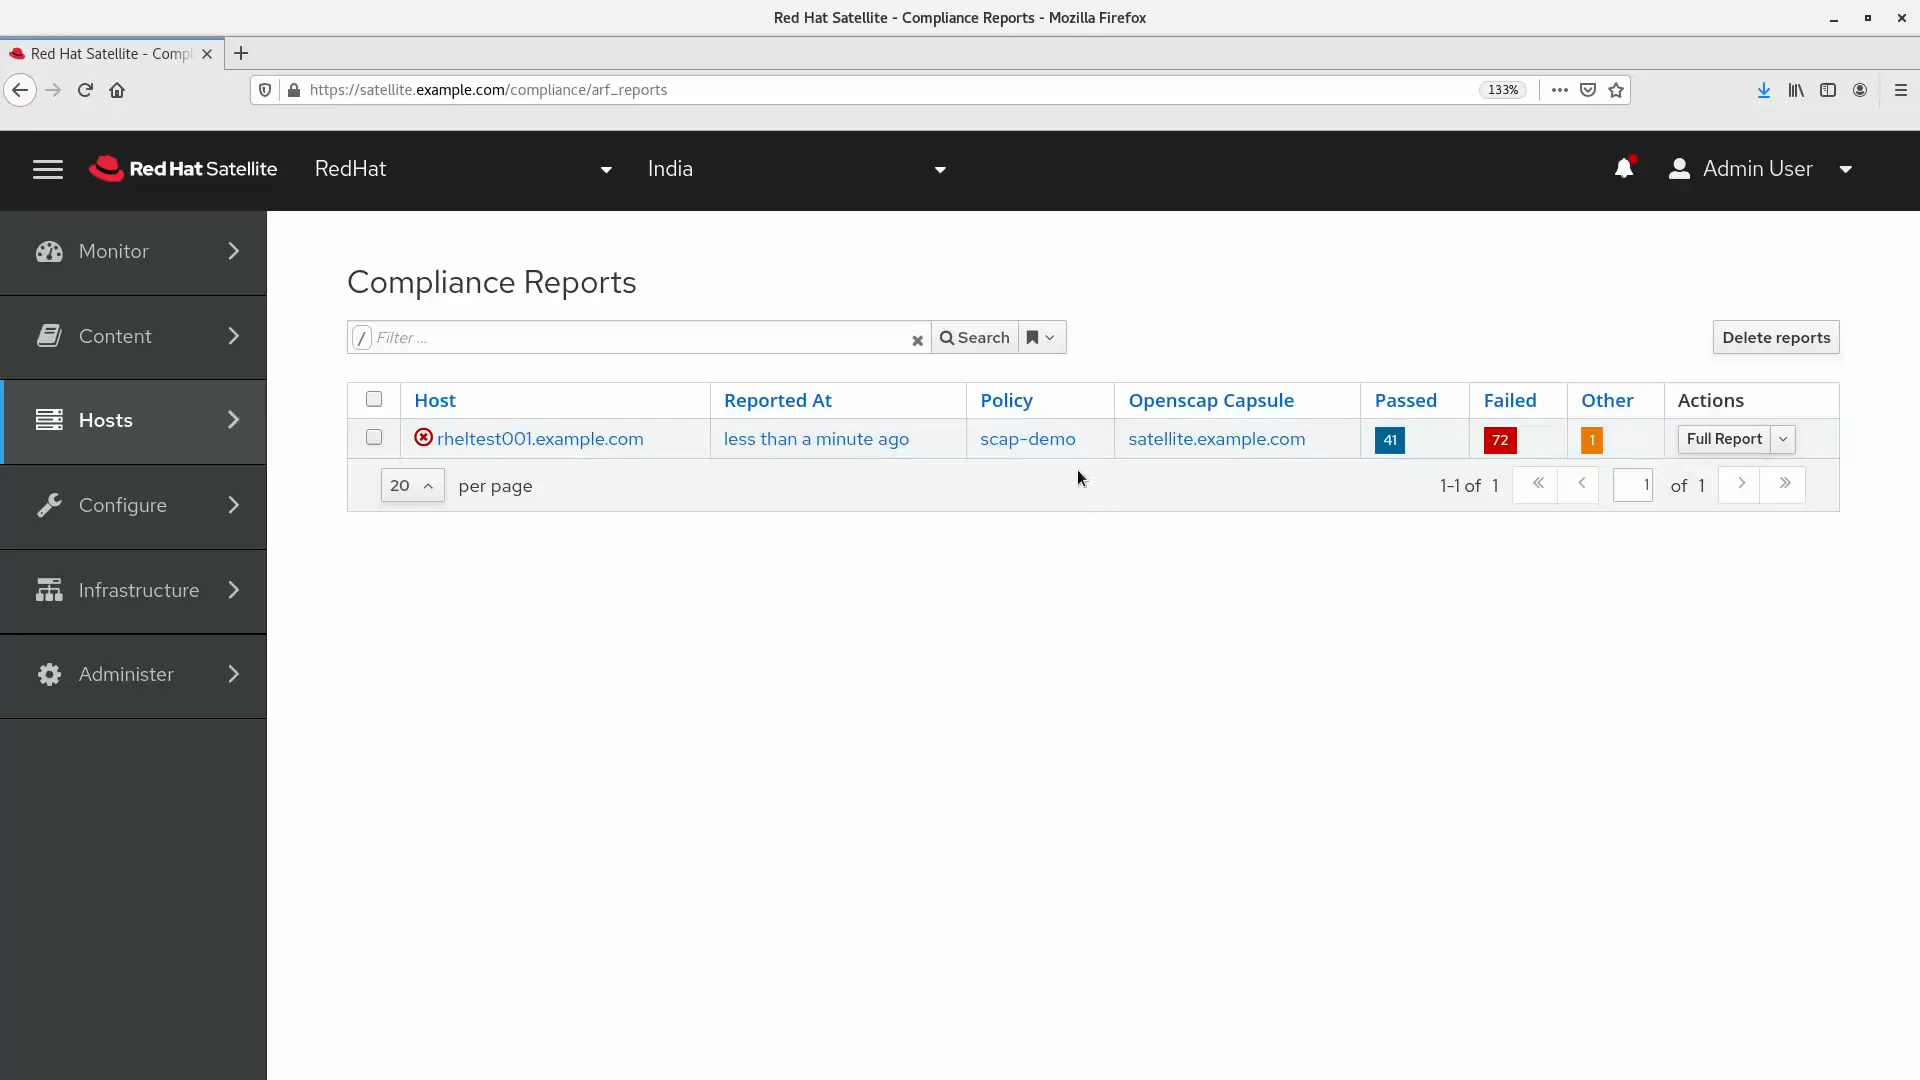 Red Hat Satellite - Compliance Reports - Mozilla Firefox
Red Hat Satellite - Compl
https://satellite.example.com/compliance/arf_reports
133%
Red Hat Satellite
RedHat
India
Admin User
Monitor
Content
Hosts
Configure
Infrastructure
Administer
Compliance Reports
/ Filter ...
Search
Delete reports
Host Reported At Policy Openscap Capsule Passed Failed Other Actions
rheltest001.example.com less than a minute ago scap-demo satellite.example.com 41 72 1 Full Report
20 per page 1-1 of 1 « < 1 of 1 > »